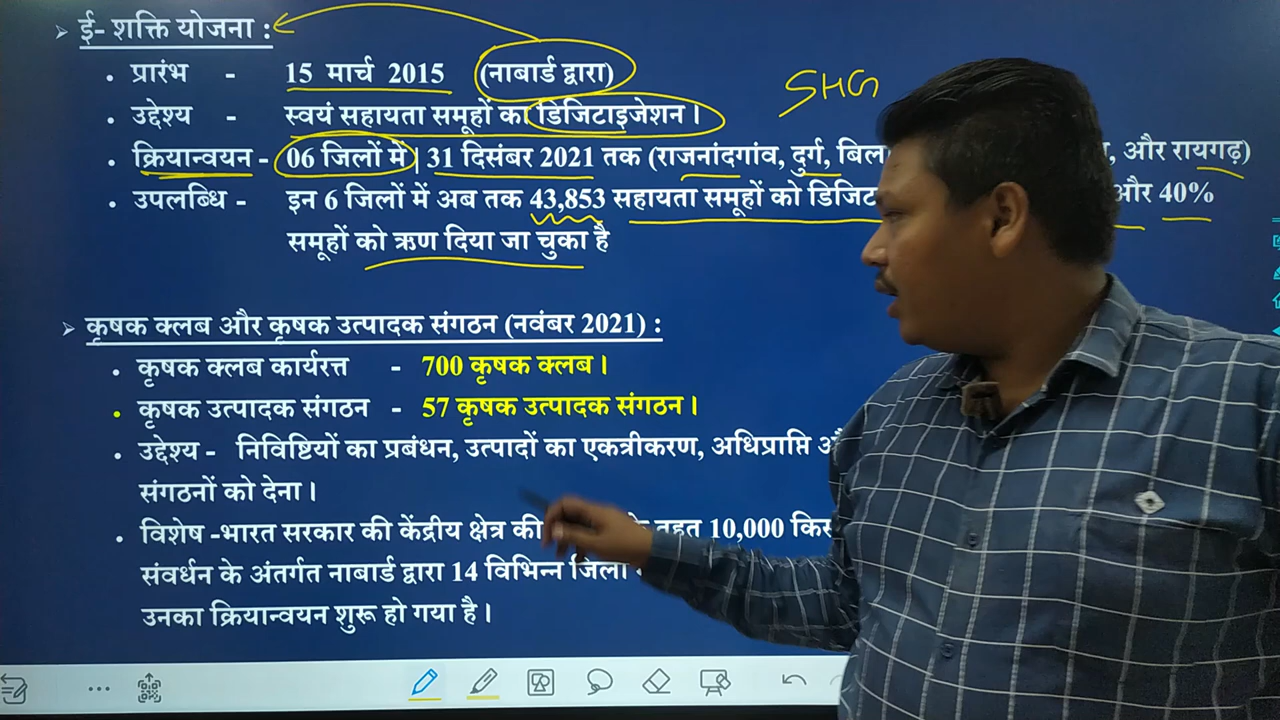 ➢ ई- शक्ति योजना :
• प्रारंभ - 15 मार्च 2015 (नाबार्ड द्वारा)
SHG
• उद्देश्य - स्वयं सहायता समूहों का डिजिटाइजेशन।
• क्रियान्वयन - 06 जिलों में | 31 दिसंबर 2021 तक (राजनांदगांव, दुर्ग, और रायगढ़)
• उपलब्धि - इन 6 जिलों में अब तक 43,853 सहायता समूहों को और 40%
समूहों को ऋण दिया जा चुका है
➢ कृषक क्लब और कृषक उत्पादक संगठन (नवंबर 2021) :
• कृषक क्लब कार्यरत्त - 700 कृषक क्लब।
• कृषक उत्पादक संगठन - 57 कृषक उत्पादक संगठन।
• उद्देश्य - निविष्टियों का प्रबंधन, उत्पादों का एकत्रीकरण, अधिप्राप्ति
संगठनों को देना।
• विशेष -भारत सरकार की केंद्रीय क्षेत्र की तहत 10,000
संवर्धन के अंतर्गत नाबार्ड द्वारा 14 विभिन्न
उनका क्रियान्वयन शुरू हो गया है।